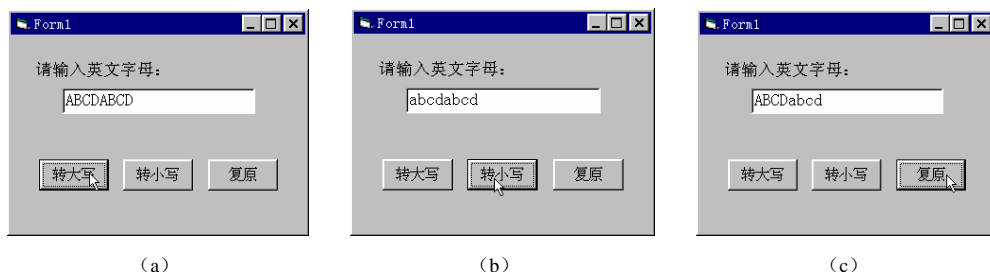 Form1
请输入英文字母：
ABCDABCD
转大写 转小写 复原
(a)
Form1
请输入英文字母：
abcdabcd
转大写 转小写 复原
(b)
Form1
请输入英文字母：
ABCDabcd
转大写 转小写 复原
(c)